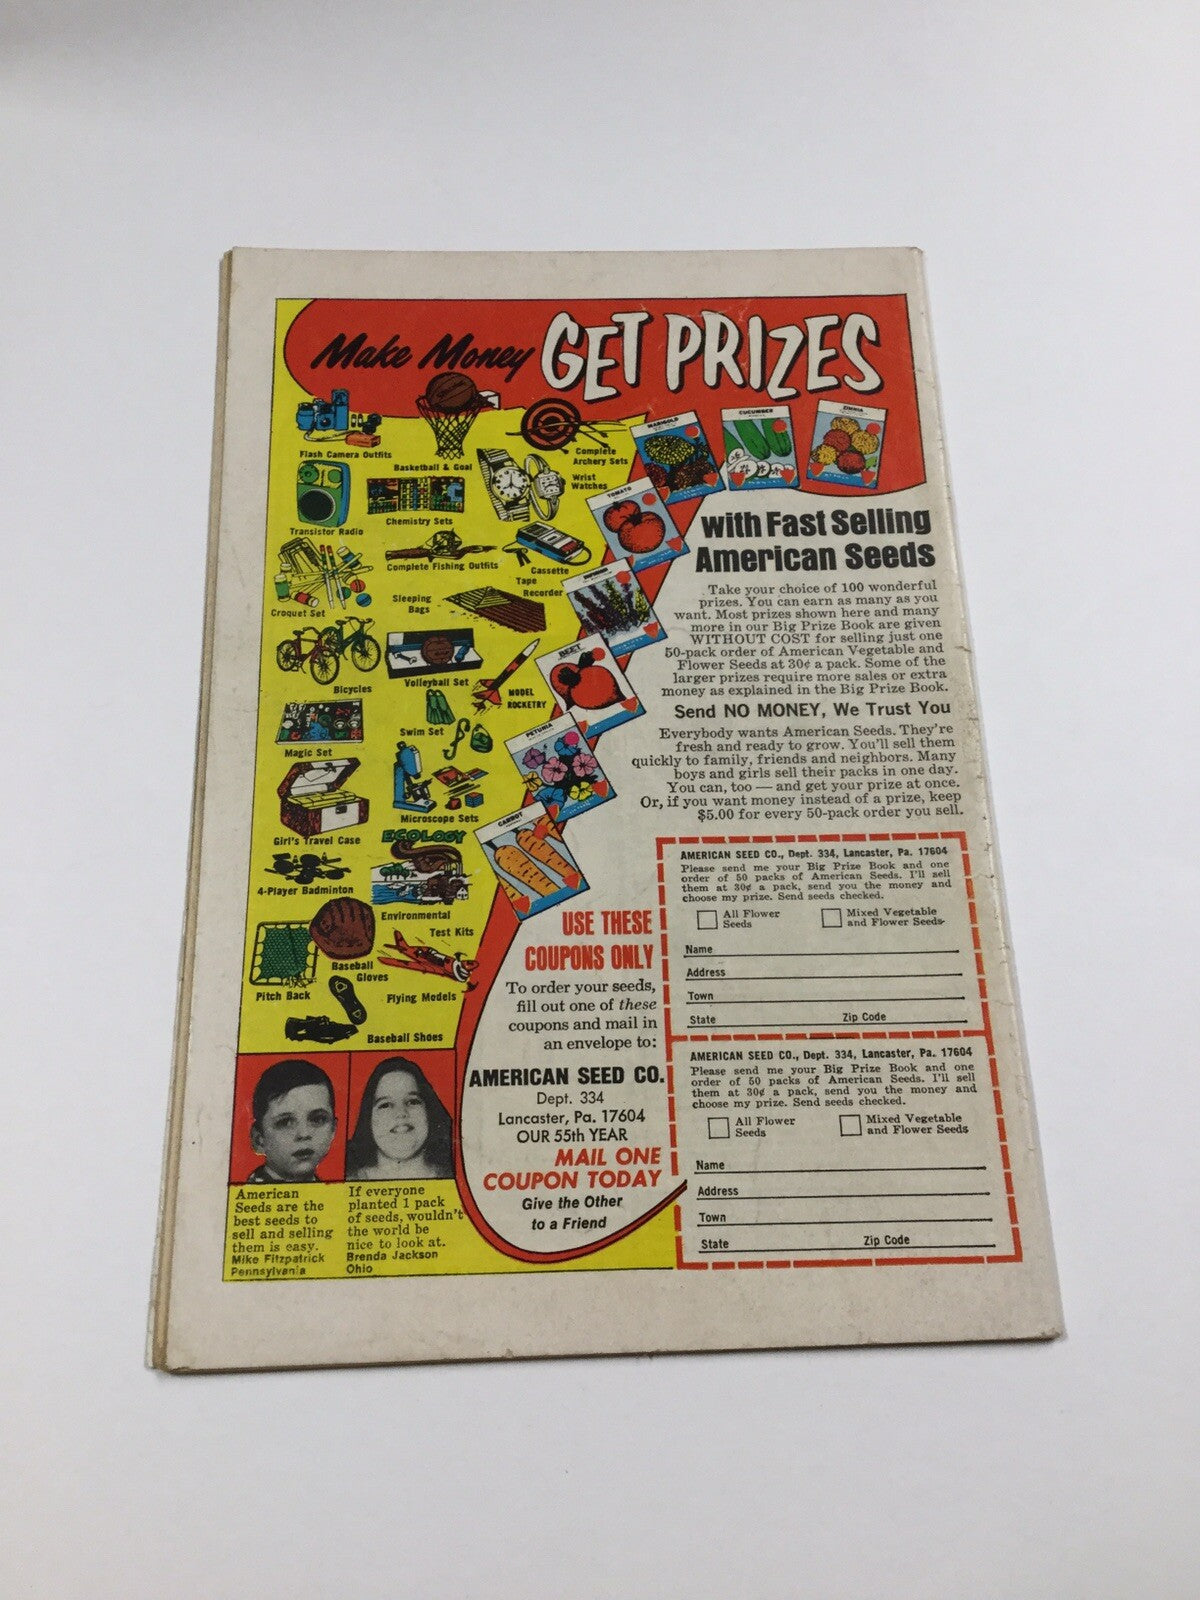 Make Money GET PRIZES
Flash Camera Outfits
Basketball & Goal
Complete
Archery Sets
Wrist
Watches
Transistor Radio
Chemistry Sets
Complete Fishing Outfits
Cassette
Tape
Recorder
Croquet Set
Sleeping
Bags
Bicycles
Volleyball Set
MODEL
ROCKETRY
Magic Set
Swim Set
Girl's Travel Case
Microscope Sets
ECOLOGY
4-Player Badminton
Environmental
Test Kits
Pitch Back
Baseball
Gloves
Flying Models
Baseball Shoes
MARIGOLD
CUCUMBER
ZINNIA
TOMATO
BEET
PETUNIA
CARROT
with Fast Selling
American Seeds
Take your choice of 100 wonderful
prizes. You can earn as many as you
want. Most prizes shown here and many
more in our Big Prize Book are given
WITHOUT COST for selling just one
50-pack order of American Vegetable and
Flower Seeds at 30¢ a pack. Some of the
larger prizes require more sales or extra
money as explained in the Big Prize Book.
Send NO MONEY, We Trust You
Everybody wants American Seeds. They're
fresh and ready to grow. You'll sell them
quickly to family, friends and neighbors. Many
boys and girls sell their packs in one day.
You can, too — and get your prize at once.
Or, if you want money instead of a prize, keep
$5.00 for every 50-pack order you sell.
USE THESE
COUPONS ONLY
To order your seeds,
fill out one of these
coupons and mail in
an envelope to:
AMERICAN SEED CO.
Dept. 334
Lancaster, Pa. 17604
OUR 55th YEAR
MAIL ONE
COUPON TODAY
Give the Other
to a Friend
AMERICAN SEED CO., Dept. 334, Lancaster, Pa. 17604
Please send me your Big Prize Book and one
order of 50 packs of American Seeds. I'll sell
them at 30¢ a pack, send you the money and
choose my prize. Send seeds checked.
All Flower
Seeds
Mixed Vegetable
and Flower Seeds
Name
Address
Town
State Zip Code
AMERICAN SEED CO., Dept. 334, Lancaster, Pa. 17604
Please send me your Big Prize Book and one
order of 50 packs of American Seeds. I'll sell
them at 30¢ a pack, send you the money and
choose my prize. Send seeds checked.
All Flower
Seeds
Mixed Vegetable
and Flower Seeds
Name
Address
Town
State Zip Code
American
Seeds are the
best seeds to
sell and selling
them is easy.
Mike Fitzpatrick
Pennsylvania
If everyone
planted 1 pack
of seeds, wouldn't
the world be
nice to look at.
Brenda Jackson
Ohio